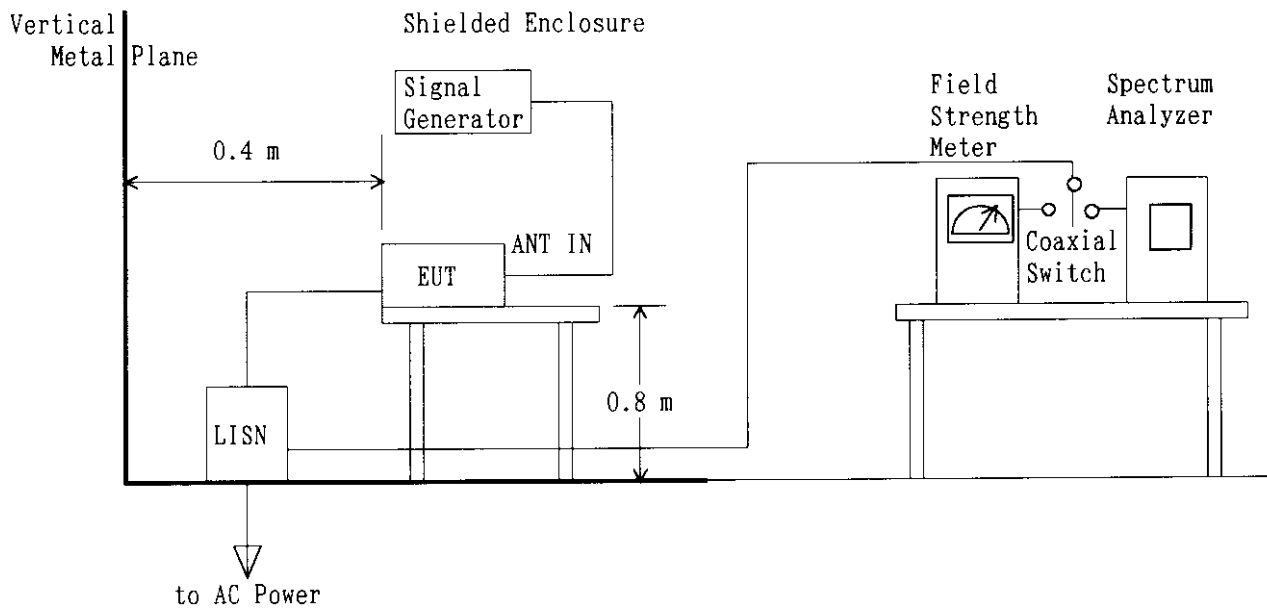 Vertical
Metal Plane
Shielded Enclosure
Signal
Generator
0.4 m
Field
Strength
Meter
Spectrum
Analyzer
ANT IN
EUT
Coaxial
Switch
0.8 m
LISN
to AC Power